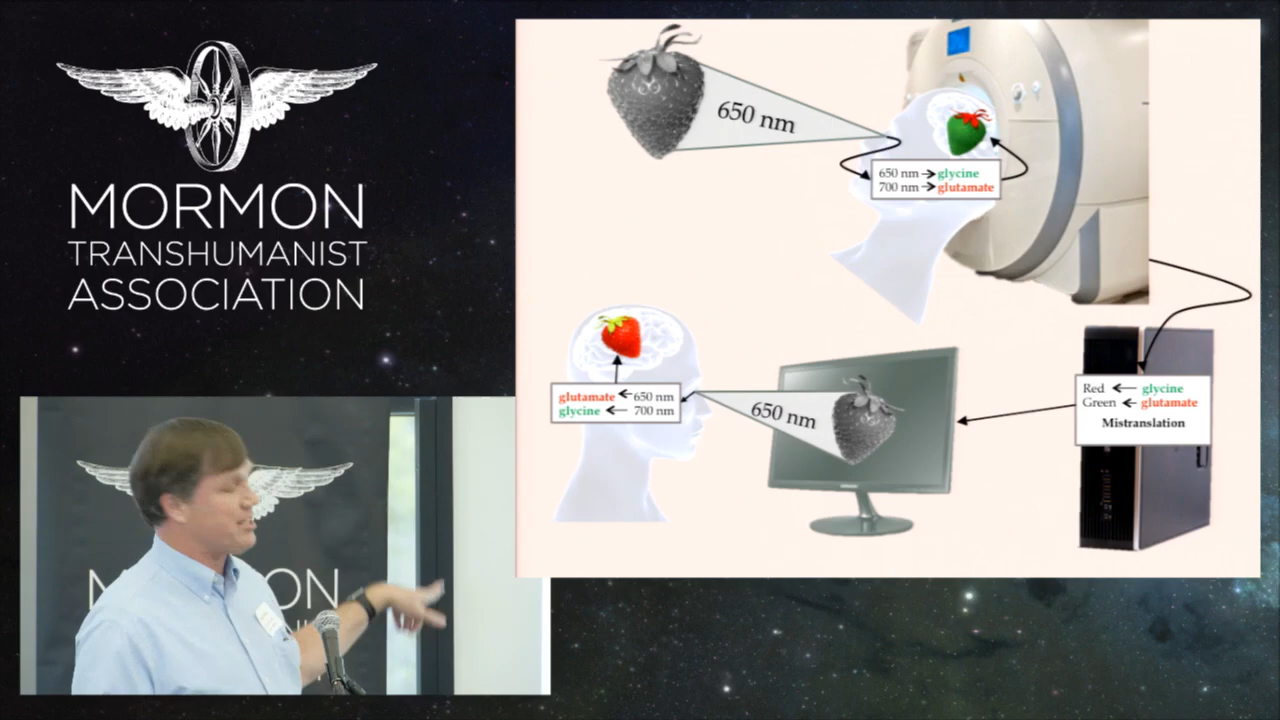 MORMON
TRANSHUMANIST
ASSOCIATION
650 nm
650 nm → glycine
700 nm → glutamate
glutamate ← 650 nm
glycine ← 700 nm
650 nm
Red ← glycine
Green ← glutamate
Mistranslation